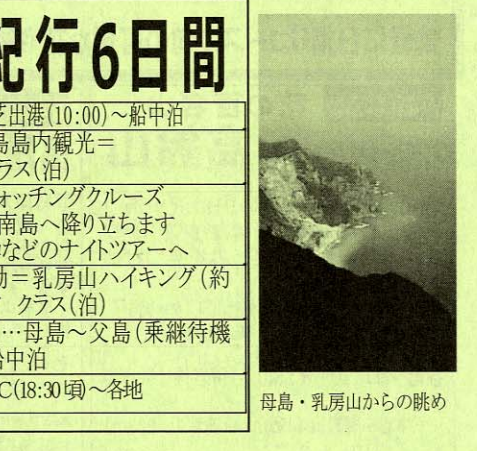 紀行6日間
芝出港(10:00)～船中泊
島島内観光＝
ラス(泊)
ォッチングクルーズ
南島へ降り立ちます
などのナイトツアーへ
動＝乳房山ハイキング(約
クラス(泊)
…母島～父島(乗継待機
船中泊
C(18:30頃)～各地
母島・乳房山からの眺め